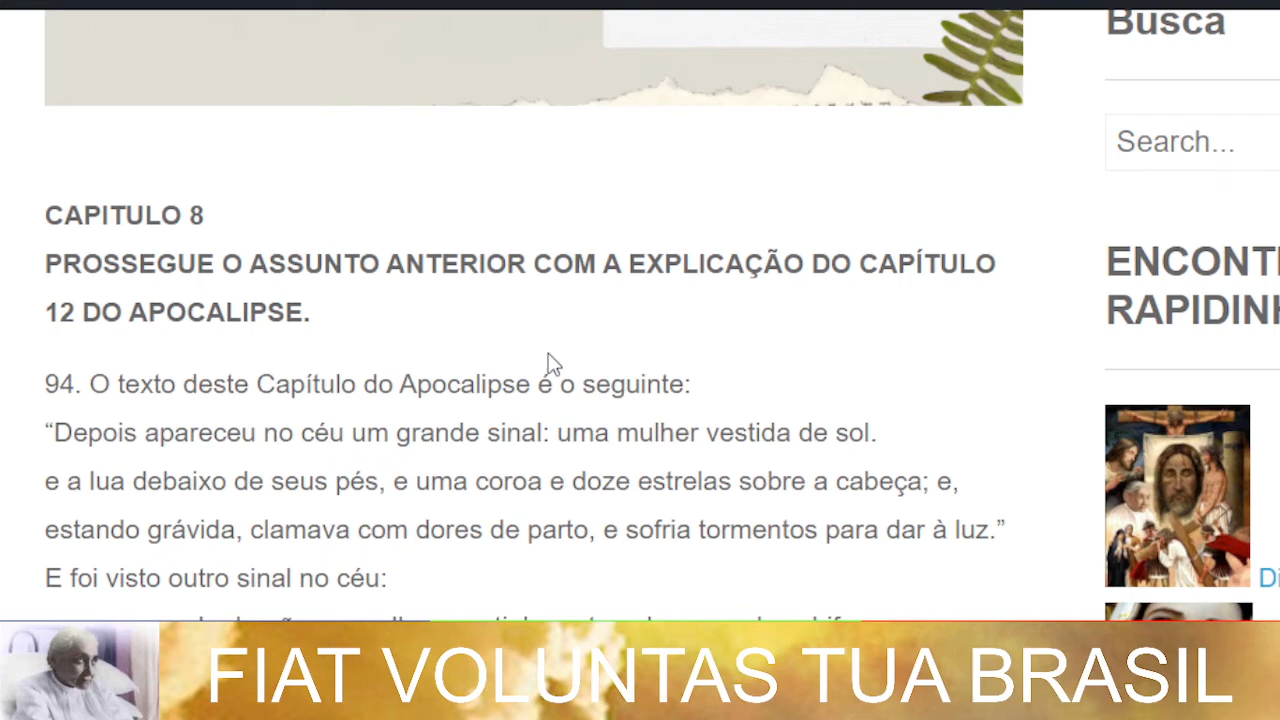 Busca
Search...
CAPITULO 8
PROSSEGUE O ASSUNTO ANTERIOR COM A EXPLICAÇÃO DO CAPÍTULO
12 DO APOCALIPSE.
ENCONT
RAPIDIN
94. O texto deste Capítulo do Apocalipse é o seguinte:
“Depois apareceu no céu um grande sinal: uma mulher vestida de sol.
e a lua debaixo de seus pés, e uma coroa e doze estrelas sobre a cabeça; e,
estando grávida, clamava com dores de parto, e sofria tormentos para dar à luz.”
E foi visto outro sinal no céu:
Di
FIAT VOLUNTAS TUA BRASIL